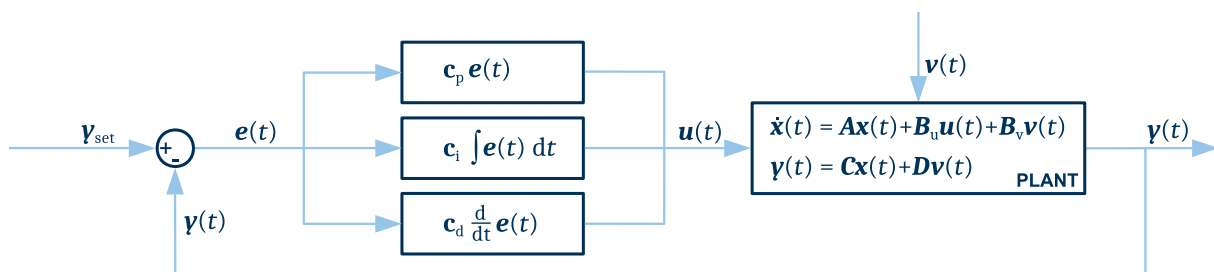 v(t)
c_p e(t)
y_set
+
-
e(t)
c_i ∫e(t) dt
u(t)
ẋ(t) = Ax(t)+B_u u(t)+B_v v(t)
y(t) = Cx(t)+Dv(t)
PLANT
y(t)
y(t)
c_d d/dt e(t)